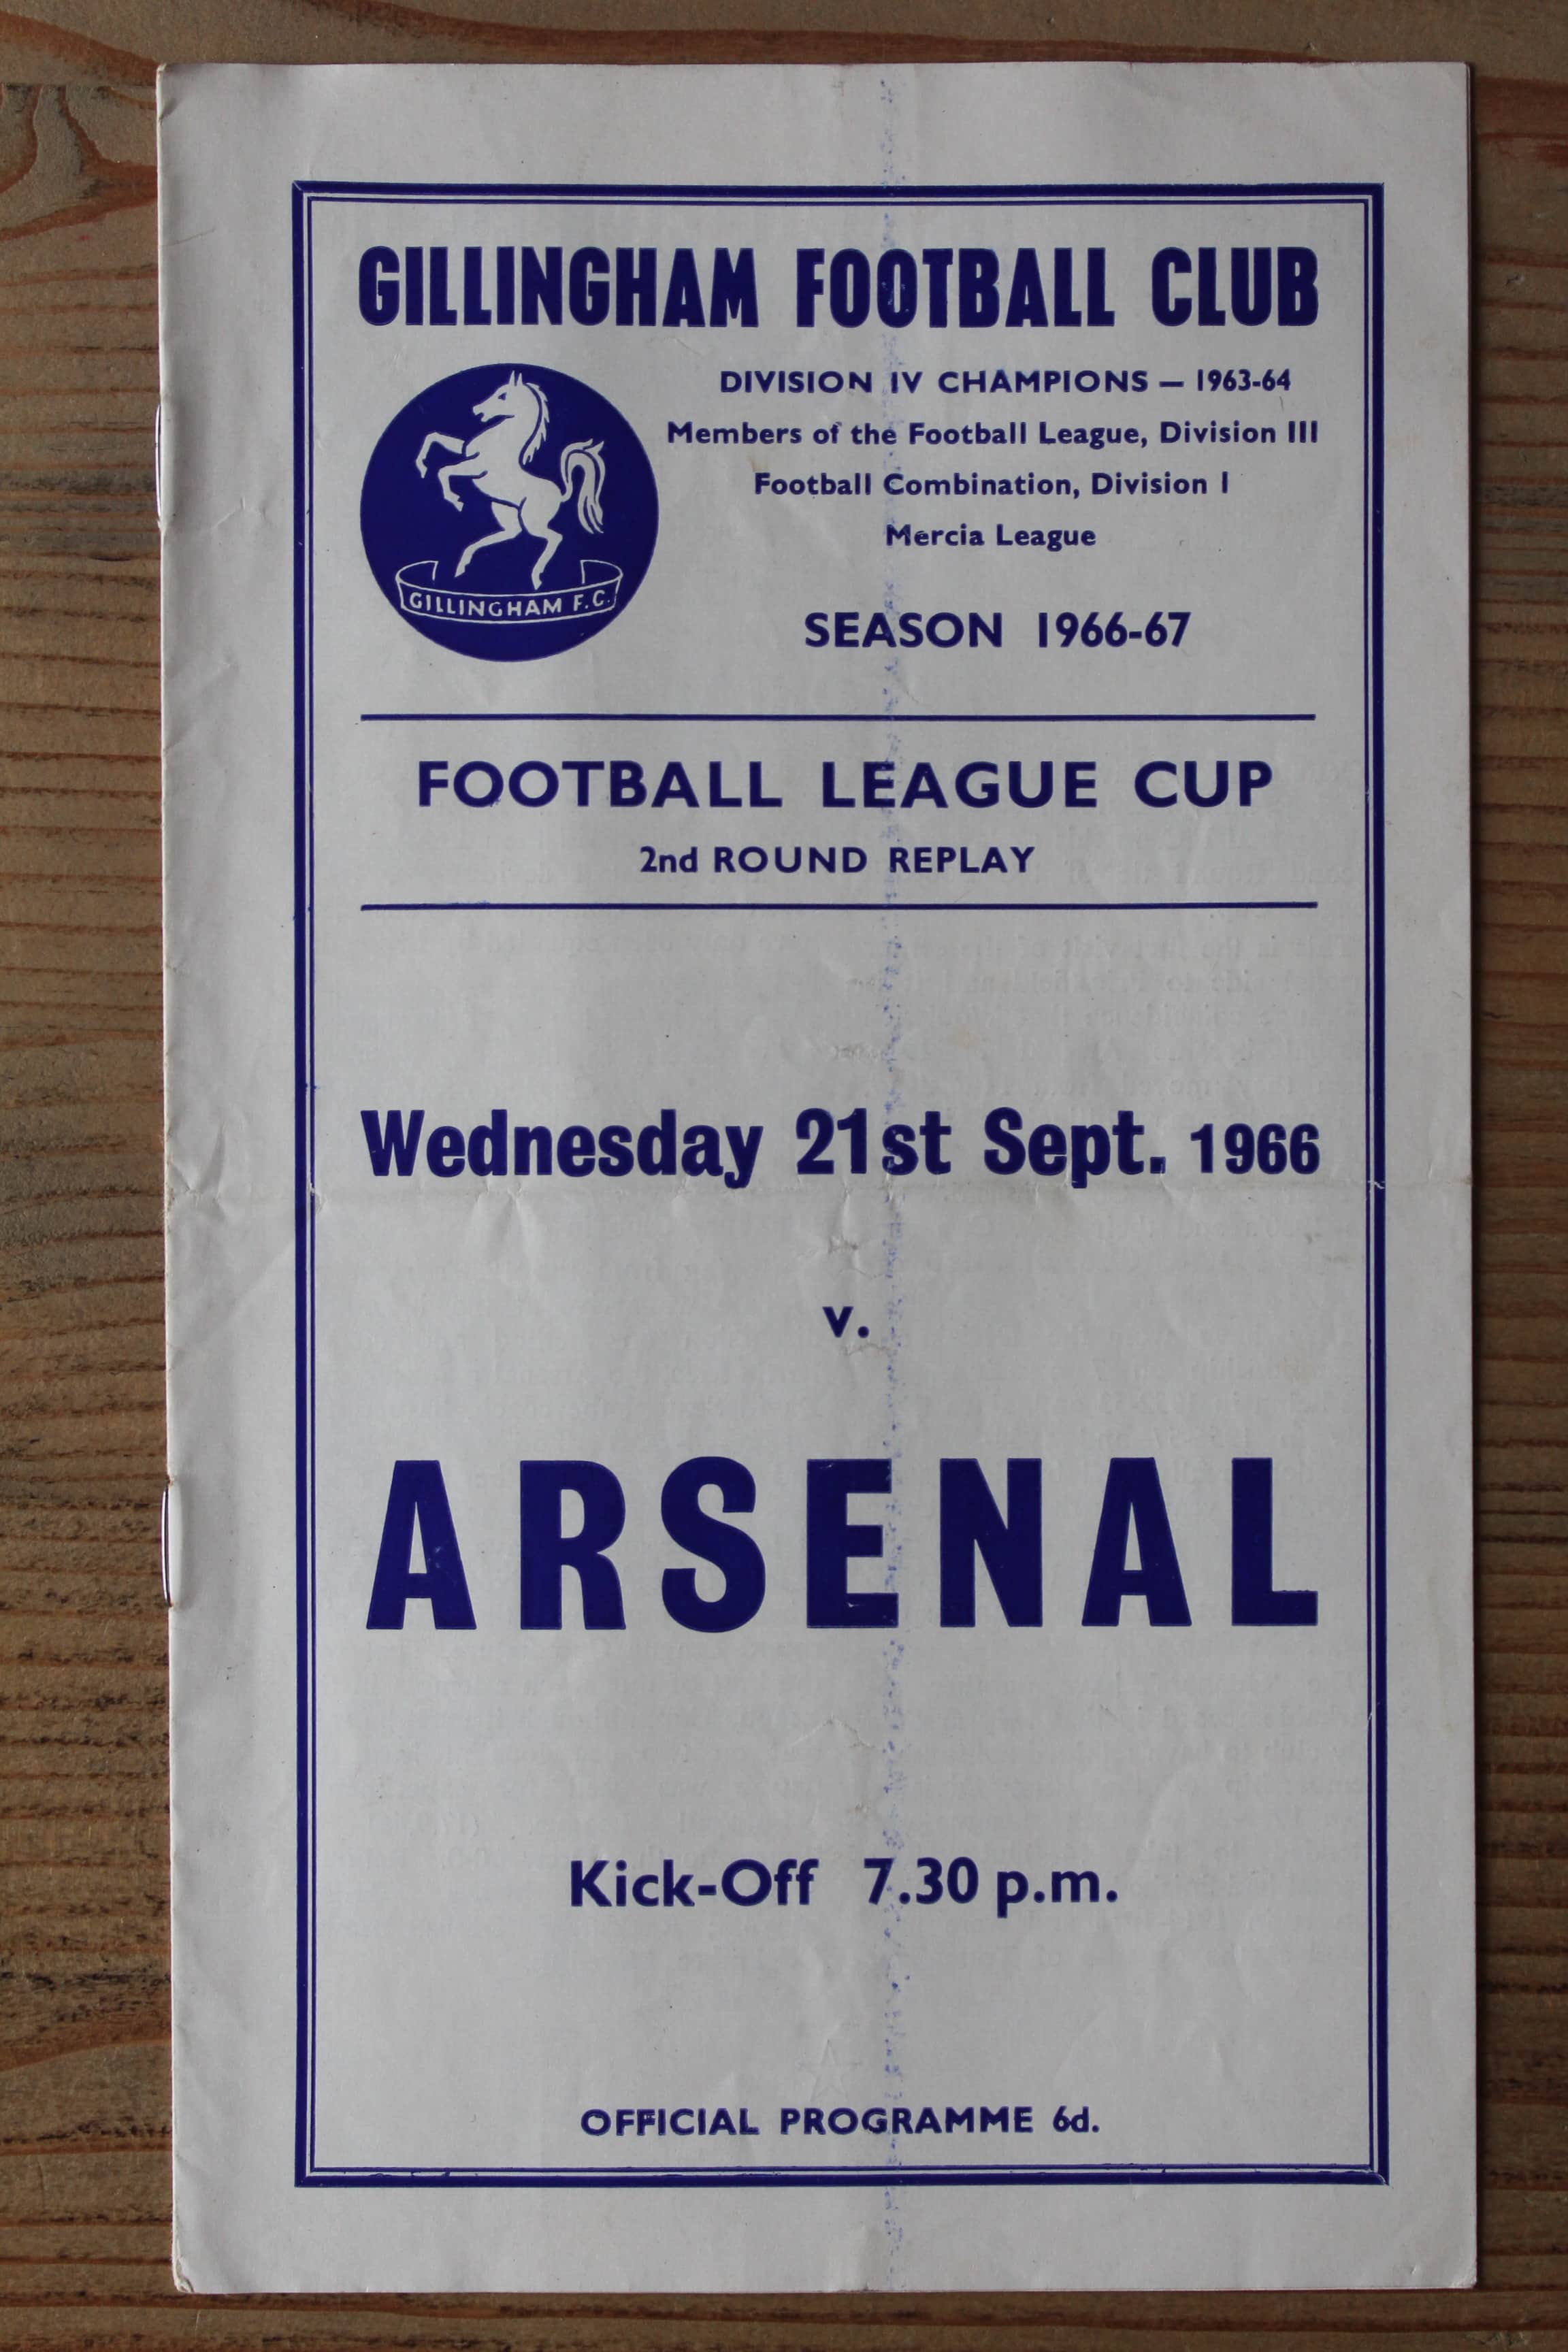 GILLINGHAM FOOTBALL CLUB
DIVISION IV CHAMPIONS — 1963-64
Members of the Football League, Division III
Football Combination, Division I
Mercia League
GILLINGHAM F.C.
SEASON 1966-67
FOOTBALL LEAGUE CUP
2nd ROUND REPLAY
Wednesday 21st Sept. 1966
v.
ARSENAL
Kick-Off 7.30 p.m.
OFFICIAL PROGRAMME 6d.